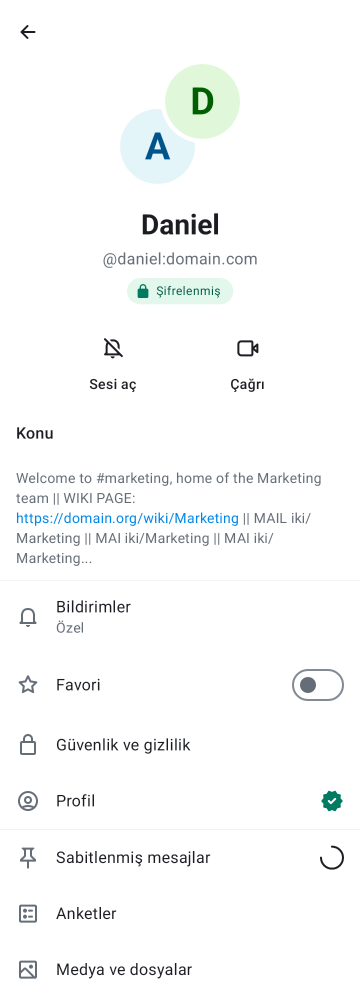 D
A
Daniel
@daniel:domain.com
Şifrelenmiş
Sesi aç
Çağrı
Konu
Welcome to #marketing, home of the Marketing
team || WIKI PAGE:
https://domain.org/wiki/Marketing || MAIL iki/
Marketing || MAI iki/Marketing || MAI iki/
Marketing...
Bildirimler
Özel
Favori
Güvenlik ve gizlilik
Profil
Sabitlenmiş mesajlar
Anketler
Medya ve dosyalar